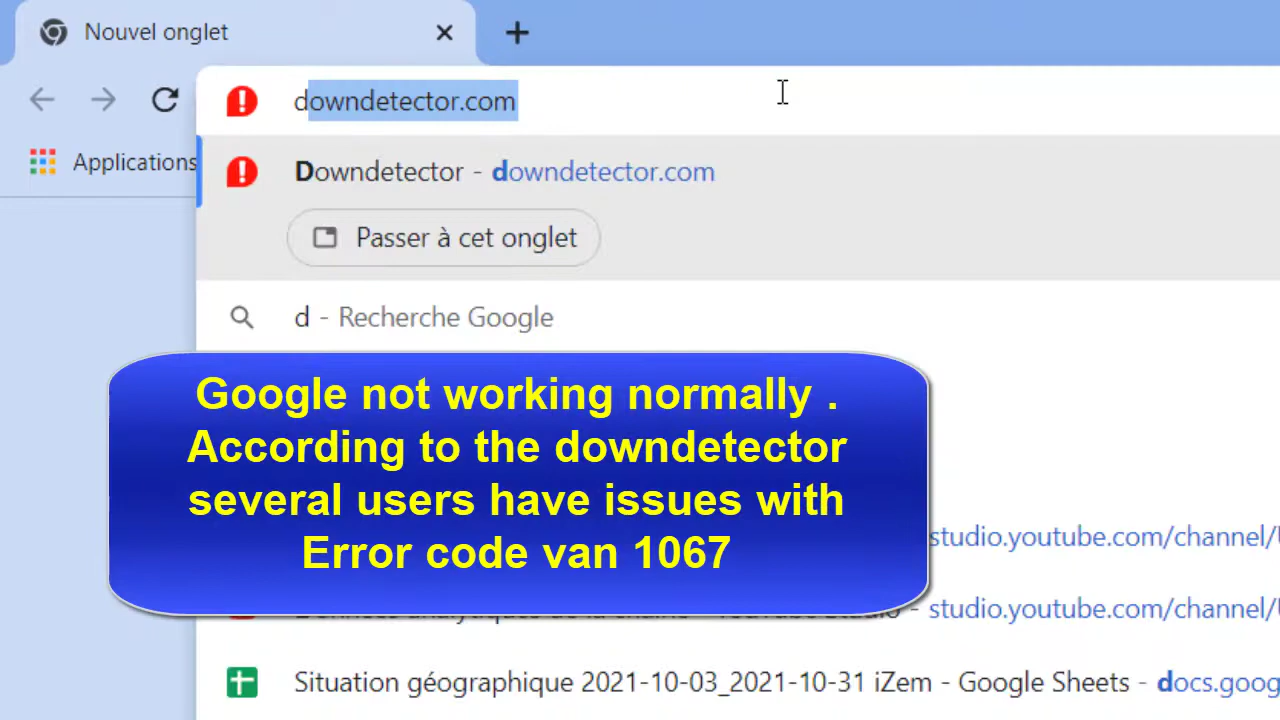 Nouvel onglet
downdetector.com
Applications
Downdetector - downdetector.com
Passer à cet onglet
d - Recherche Google
Google not working normally .
According to the downdetector
several users have issues with
Error code van 1067
studio.youtube.com/channel/
- studio.youtube.com/channel/
Situation géographique 2021-10-03_2021-10-31 iZem - Google Sheets - docs.goog